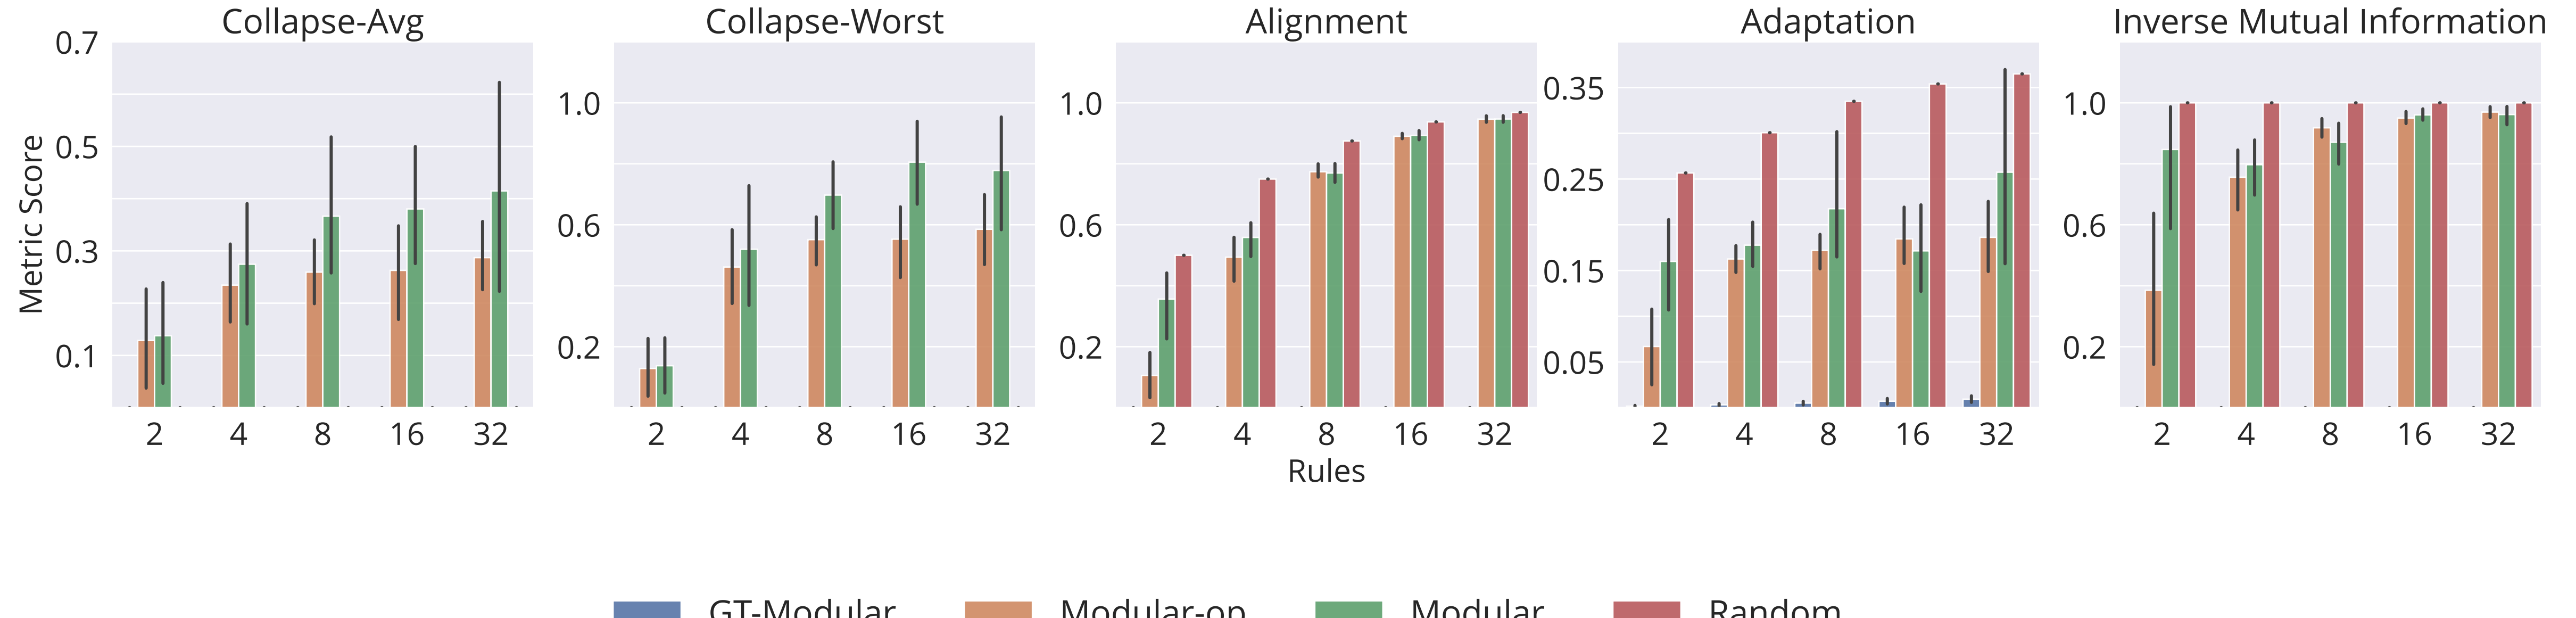 Collapse-Avg Collapse-Worst Alignment Adaptation Inverse Mutual Information
Metric Score
0.7
0.5
0.3
0.1
1.0
0.6
0.2
1.0
0.6
0.2
0.35
0.25
0.15
0.05
1.0
0.6
0.2
2 4 8 16 32
2 4 8 16 32
2 4 8 16 32
2 4 8 16 32
2 4 8 16 32
Rules
GT-Modular Modular-op Modular Random